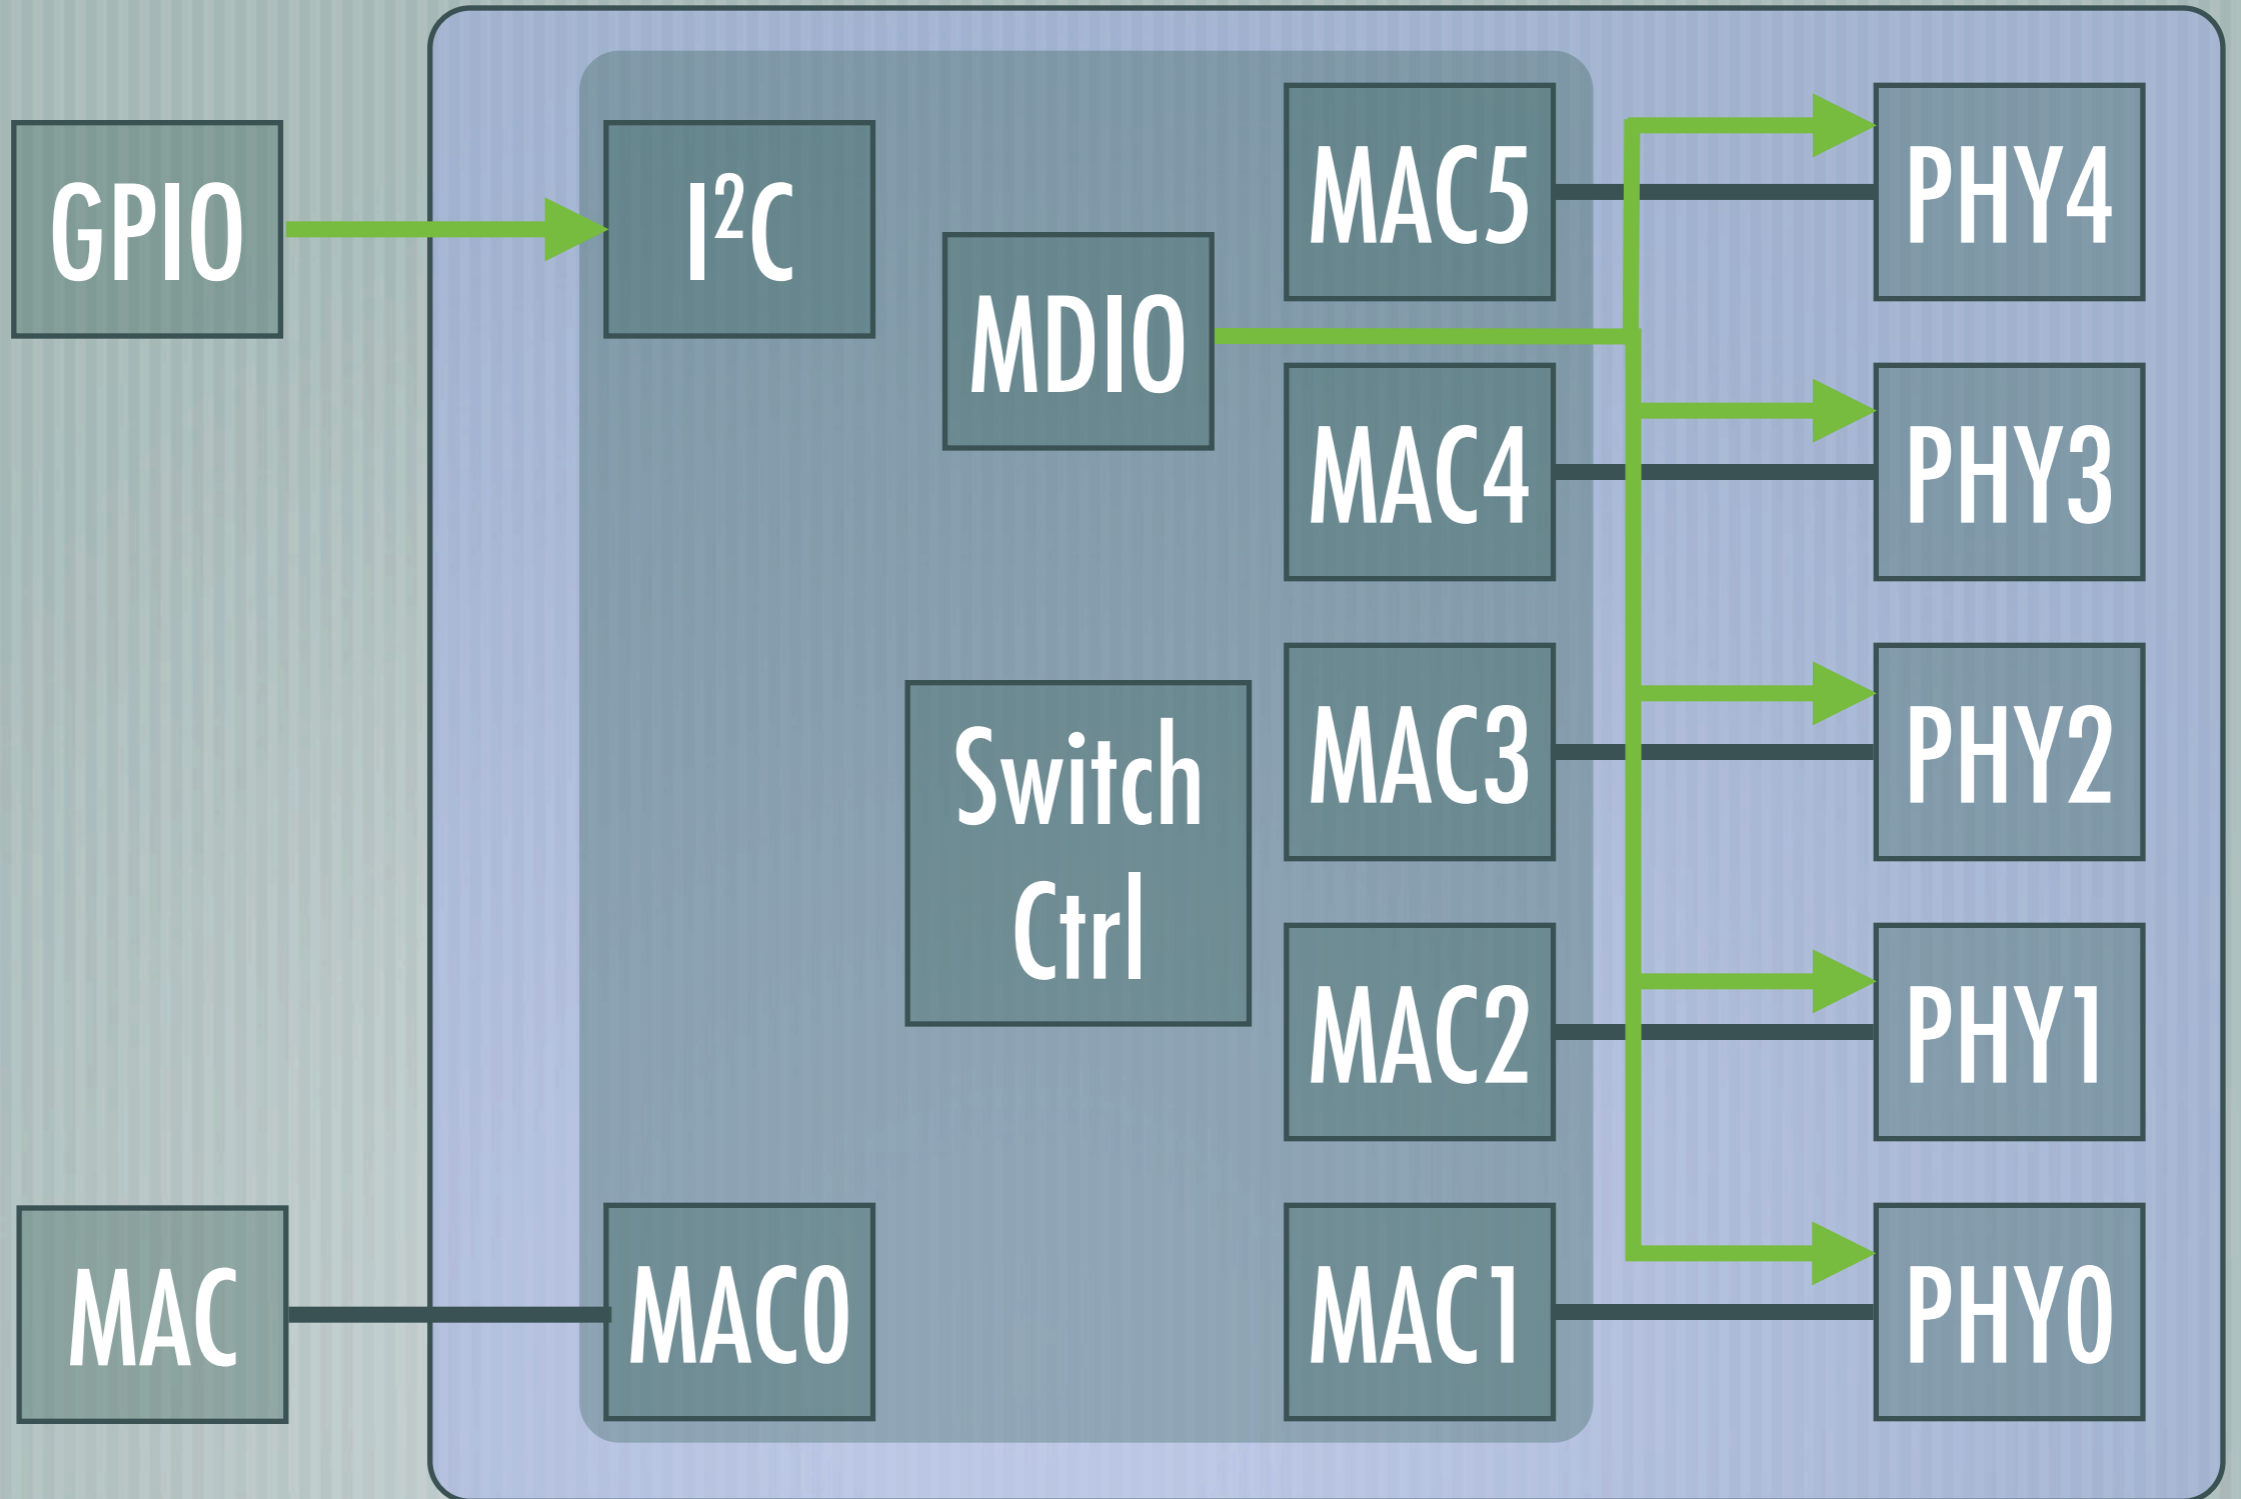 GPIO
I²C
MDIO
MAC5
PHY4
MAC4
PHY3
Switch
Ctrl
MAC3
PHY2
MAC2
PHY1
MAC
MAC0
MAC1
PHY0